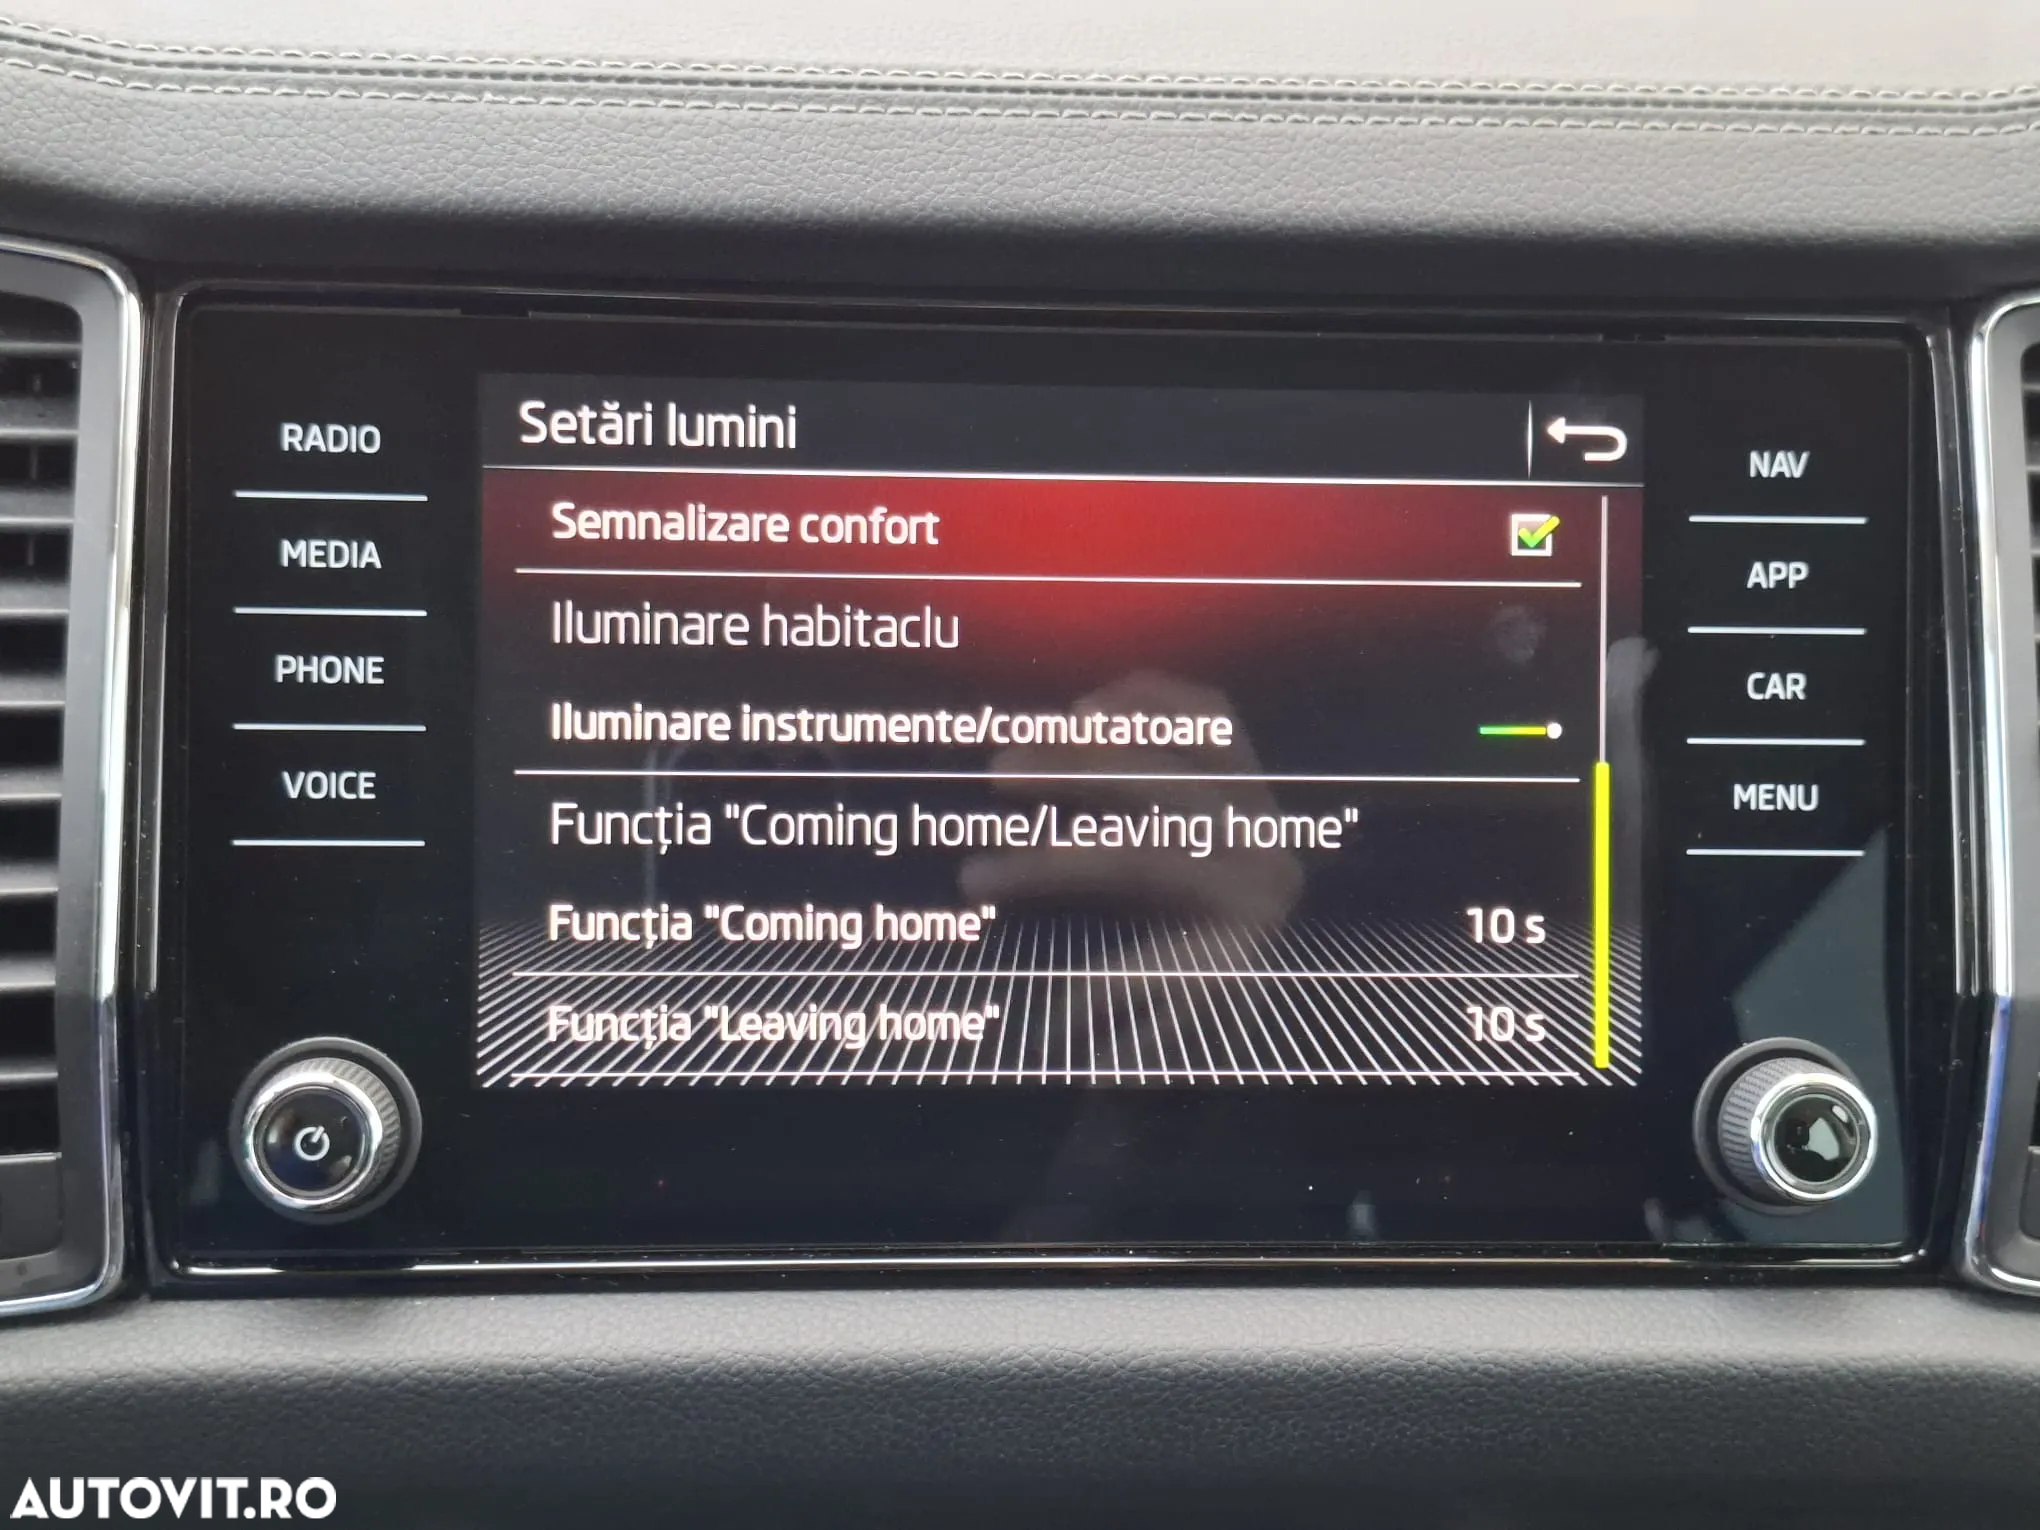 Setări lumini
RADIO
MEDIA
PHONE
VOICE
Semnalizare confort
Iluminare habitaclu
Iluminare instrumente/comutatoare
Funcția "Coming home/Leaving home"
Funcția "Coming home" 10 s
Funcția "Leaving home" 10 s
NAV
APP
CAR
MENU
AUTOVIT.RO